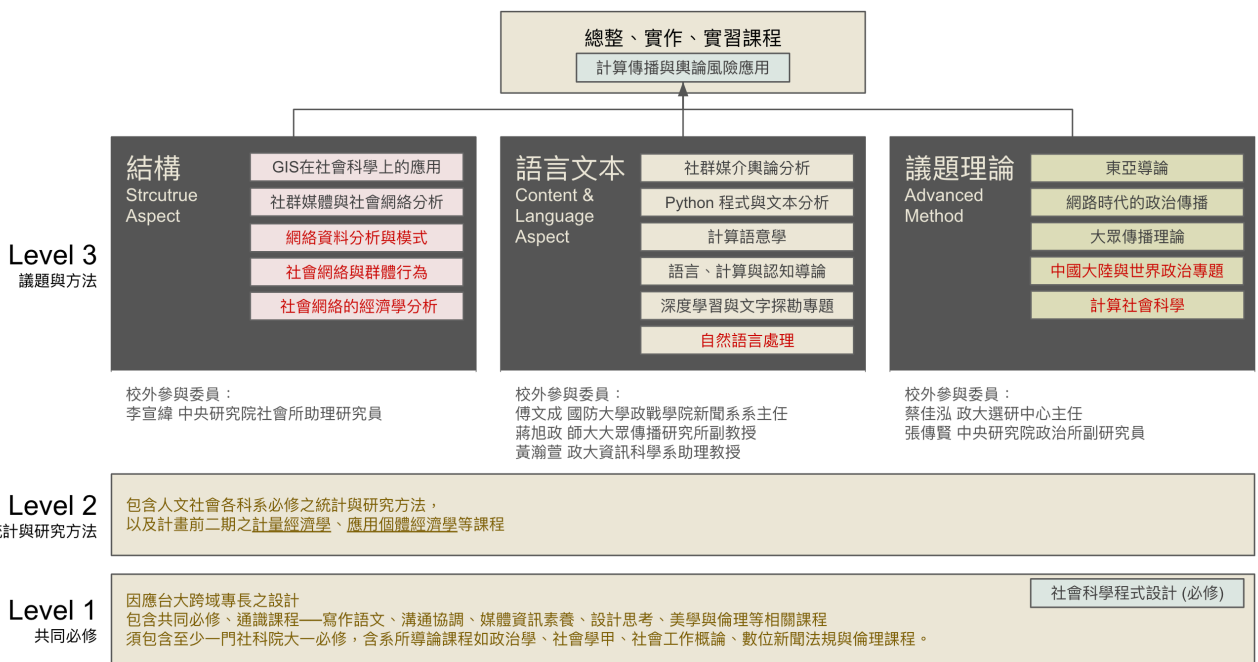 總整、實作、實習課程
計算傳播與輿論風險應用
Level 3
議題與方法
結構
Strcutrue
Aspect
GIS在社會科學上的應用
社群媒體與社會網絡分析
網絡資料分析與模式
社會網絡與群體行為
社會網絡的經濟學分析
校外參與委員：
李宣緯 中央研究院社會所助理研究員
語言文本
Content &
Language
Aspect
社群媒介輿論分析
Python 程式與文本分析
計算語意學
語言、計算與認知導論
深度學習與文字探勘專題
自然語言處理
校外參與委員：
傅文成 國防大學政戰學院新聞系系主任
蔣旭政 師大大眾傳播研究所副教授
黃瀚萱 政大資訊科學系助理教授
議題理論
Advanced
Method
東亞導論
網路時代的政治傳播
大眾傳播理論
中國大陸與世界政治專題
計算社會科學
校外參與委員：
蔡佳泓 政大選研中心主任
張傳賢 中央研究院政治所副研究員
Level 2
計與研究方法
包含人文社會各科系必修之統計與研究方法，
以及計畫前二期之計量經濟學、應用個體經濟學等課程
Level 1
共同必修
因應台大跨域專長之設計
包含共同必修、通識課程──寫作語文、溝通協調、媒體資訊素養、設計思考、美學與倫理等相關課程
須包含至少一門社科院大一必修，含系所導論課程如政治學、社會學甲、社會工作概論、數位新聞法規與倫理課程。
社會科學程式設計 (必修)